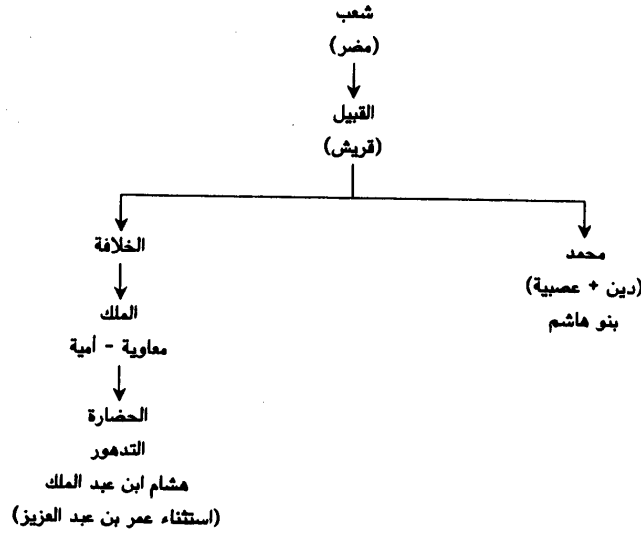 شعب
(مضر)
القبيل
(قريش)
محمد
(دين + عصبية)
بنو هاشم
الخلافة
الملك
معاوية - أمية
الحضارة
التدهور
هشام ابن عبد الملك
(استثناء عمر بن عبد العزيز)